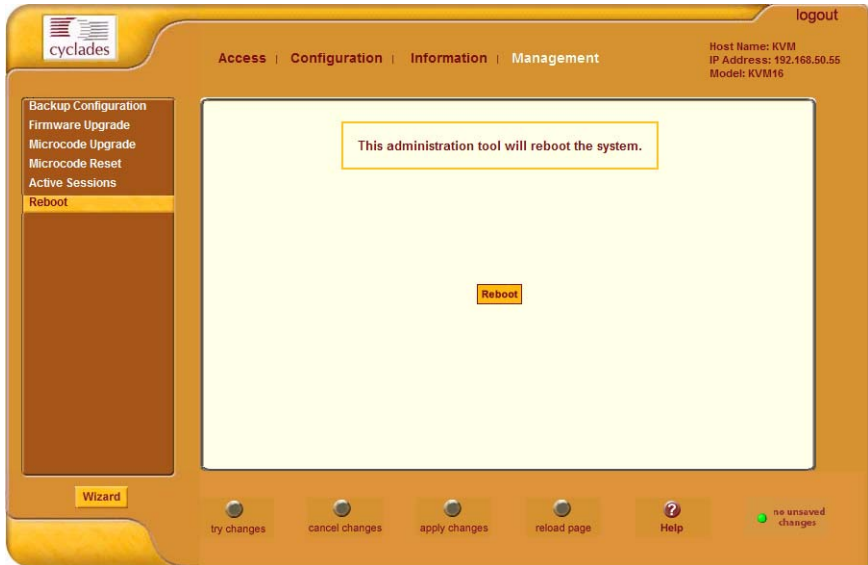 logout
cyclades
Access | Configuration | Information | Management
Host Name: KVM
IP Address: 192.168.50.55
Model: KVM16
Backup Configuration
Firmware Upgrade
Microcode Upgrade
Microcode Reset
Active Sessions
Reboot
This administration tool will reboot the system.
Reboot
Wizard
try changes
cancel changes
apply changes
reload page
? Help
no unsaved
changes